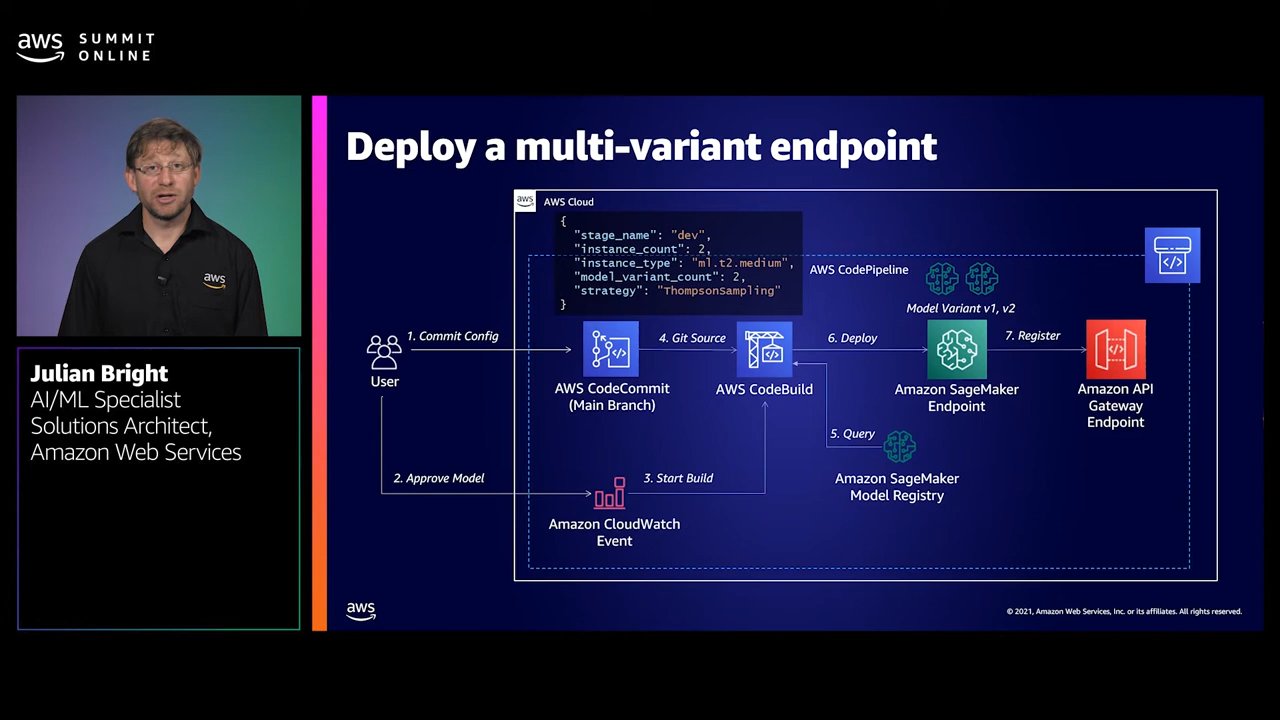 aws SUMMIT
ONLINE
aws
Julian Bright
AI/ML Specialist
Solutions Architect,
Amazon Web Services
Deploy a multi-variant endpoint
aws
AWS Cloud
{
"stage_name": "dev",
"instance_count": 2,
"instance_type": "ml.t2.medium",
"model_variant_count": 2,
"strategy": "ThompsonSampling"
}
AWS CodePipeline
Model Variant v1, v2
User
1. Commit Config
AWS CodeCommit
(Main Branch)
4. Git Source
AWS CodeBuild
6. Deploy
Amazon SageMaker
Endpoint
7. Register
Amazon API
Gateway
Endpoint
2. Approve Model
Amazon CloudWatch
Event
3. Start Build
5. Query
Amazon SageMaker
Model Registry
aws
© 2021, Amazon Web Services, Inc. or its affiliates. All rights reserved.